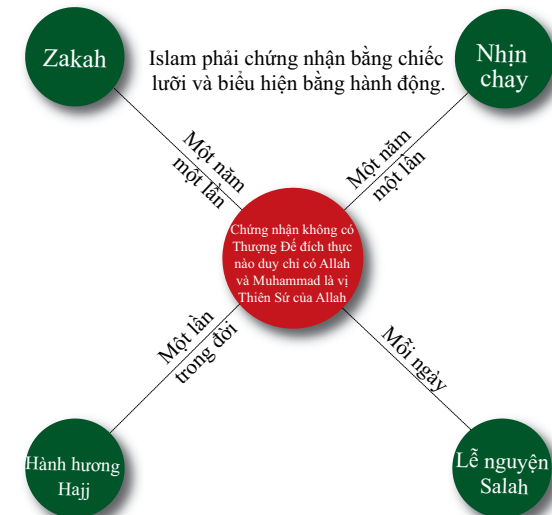 Zakah
Islam phải chứng nhận bằng chiếc
lưỡi và biểu hiện bằng hành động.
Nhịn
chay
Một năm
một lần
Một năm
một lần
Chứng nhận không có
Thượng Đế đích thực
nào duy chỉ có Allah
và Muhammad là vị
Thiên Sứ của Allah
Một lần
trong đời
Mỗi ngày
Hành hương
Hajj
Lễ nguyện
Salah